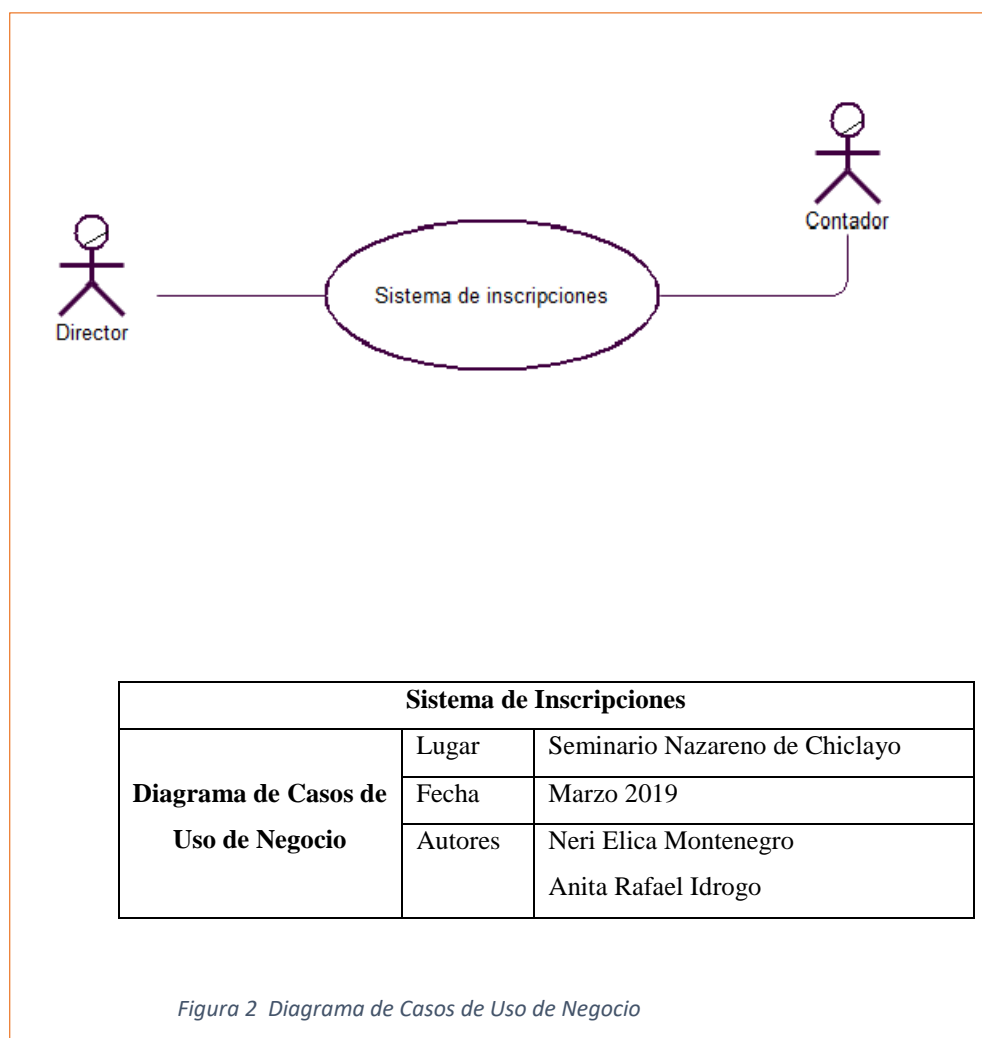 Contador
Director
Sistema de inscripciones
Sistema de Inscripciones
Diagrama de Casos de
Uso de Negocio
Lugar
Seminario Nazareno de Chiclayo
Fecha
Marzo 2019
Autores
Neri Elica Montenegro
Anita Rafael Idrogo
Figura 2 Diagrama de Casos de Uso de Negocio